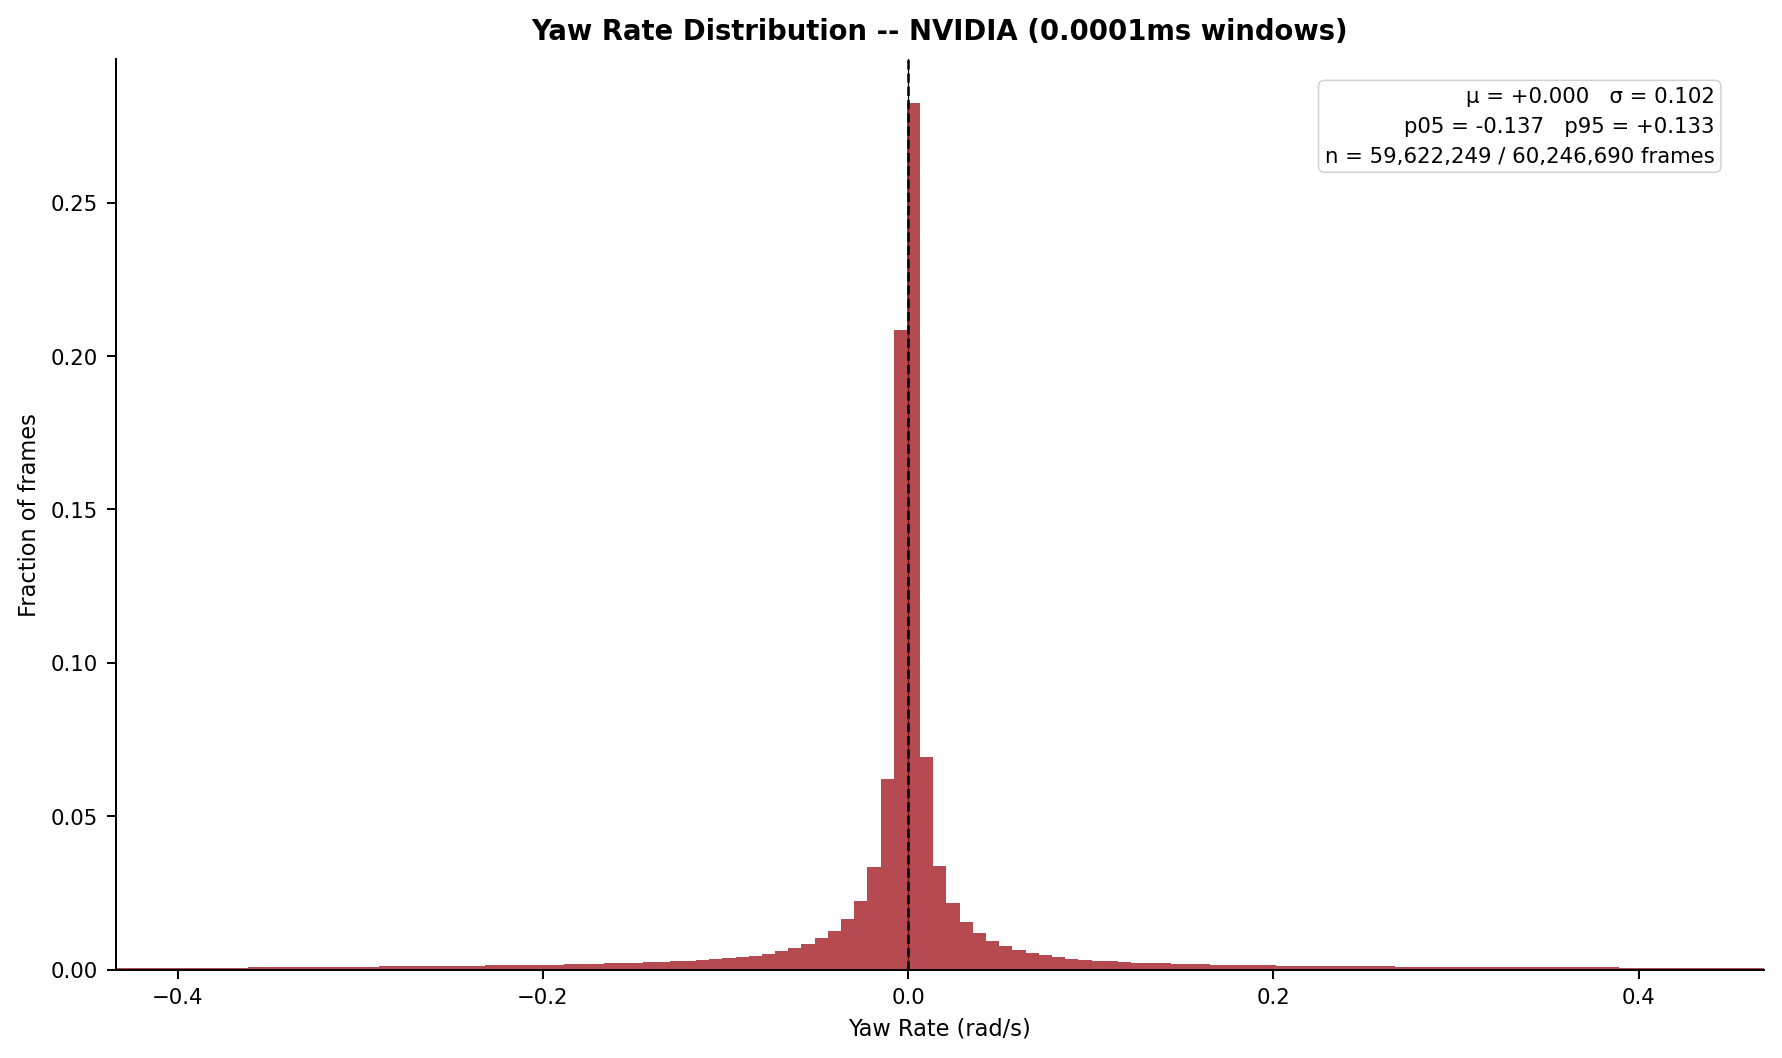 Yaw Rate Distribution -- NVIDIA (0.0001ms windows)
μ = +0.000   σ = 0.102
p05 = -0.137   p95 = +0.133
n = 59,622,249 / 60,246,690 frames
Fraction of frames
0.25
0.20
0.15
0.10
0.05
0.00
−0.4
−0.2
0.0
0.2
0.4
Yaw Rate (rad/s)